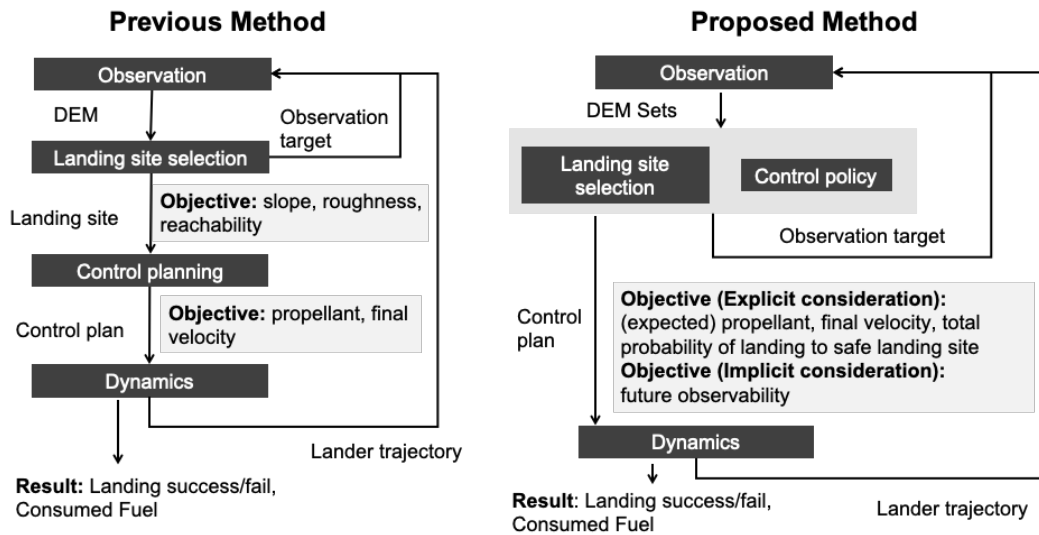 Previous Method
Observation
DEM
Observation
target
Landing site selection
Objective: slope, roughness,
reachability
Landing site
Control planning
Objective: propellant, final
velocity
Control plan
Dynamics
Lander trajectory
Result: Landing success/fail,
Consumed Fuel
Proposed Method
Observation
DEM Sets
Landing site
selection
Control policy
Observation target
Objective (Explicit consideration):
(expected) propellant, final velocity, total
probability of landing to safe landing site
Objective (Implicit consideration):
future observability
Control
plan
Dynamics
Result: Landing success/fail,
Consumed Fuel
Lander trajectory